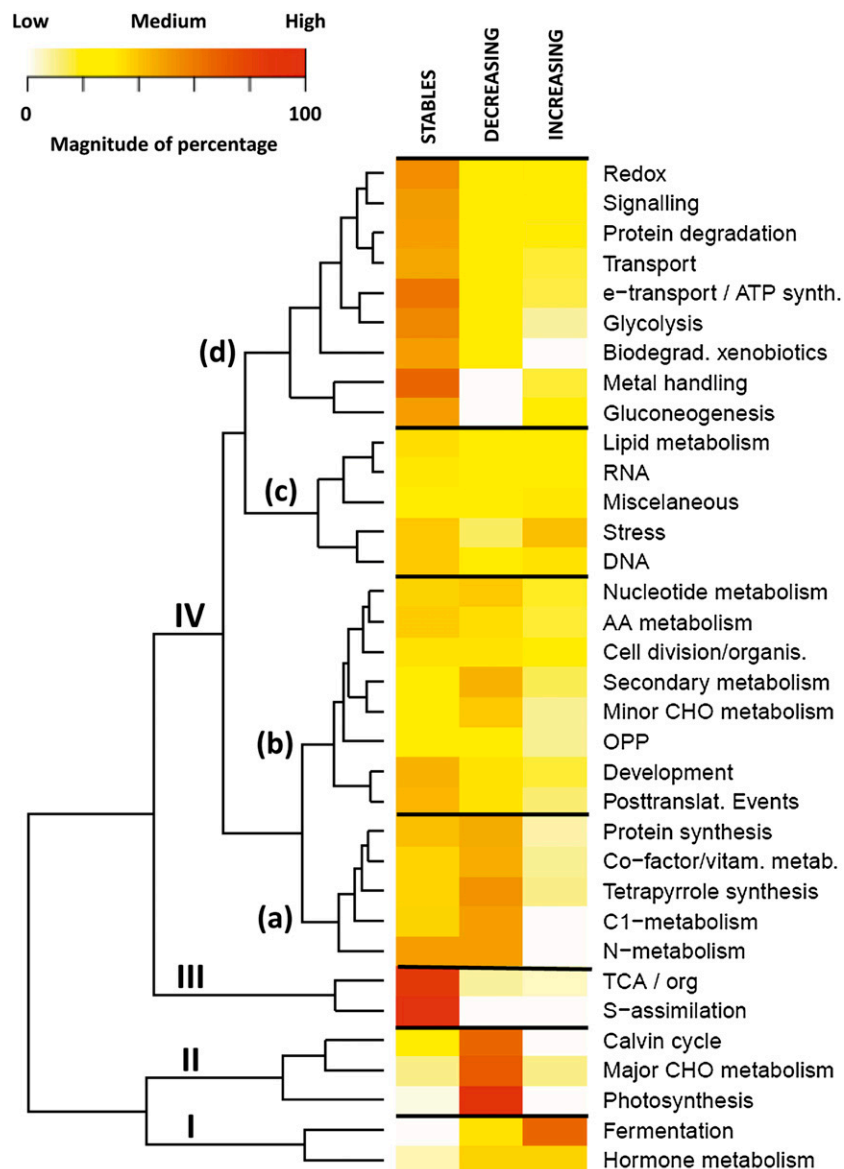 Low Medium High
0 100
Magnitude of percentage
STABLES
DECREASING
INCREASING
Redox
Signalling
Protein degradation
Transport
e−transport / ATP synth.
(d)
Glycolysis
Biodegrad. xenobiotics
Metal handling
Gluconeogenesis
Lipid metabolism
RNA
(c)
Miscelaneous
Stress
DNA
Nucleotide metabolism
IV
AA metabolism
Cell division/organis.
Secondary metabolism
Minor CHO metabolism
(b)
OPP
Development
Posttranslat. Events
Protein synthesis
Co−factor/vitam. metab.
Tetrapyrrole synthesis
(a)
C1−metabolism
N−metabolism
III
TCA / org
S−assimilation
Calvin cycle
II
Major CHO metabolism
Photosynthesis
I
Fermentation
Hormone metabolism